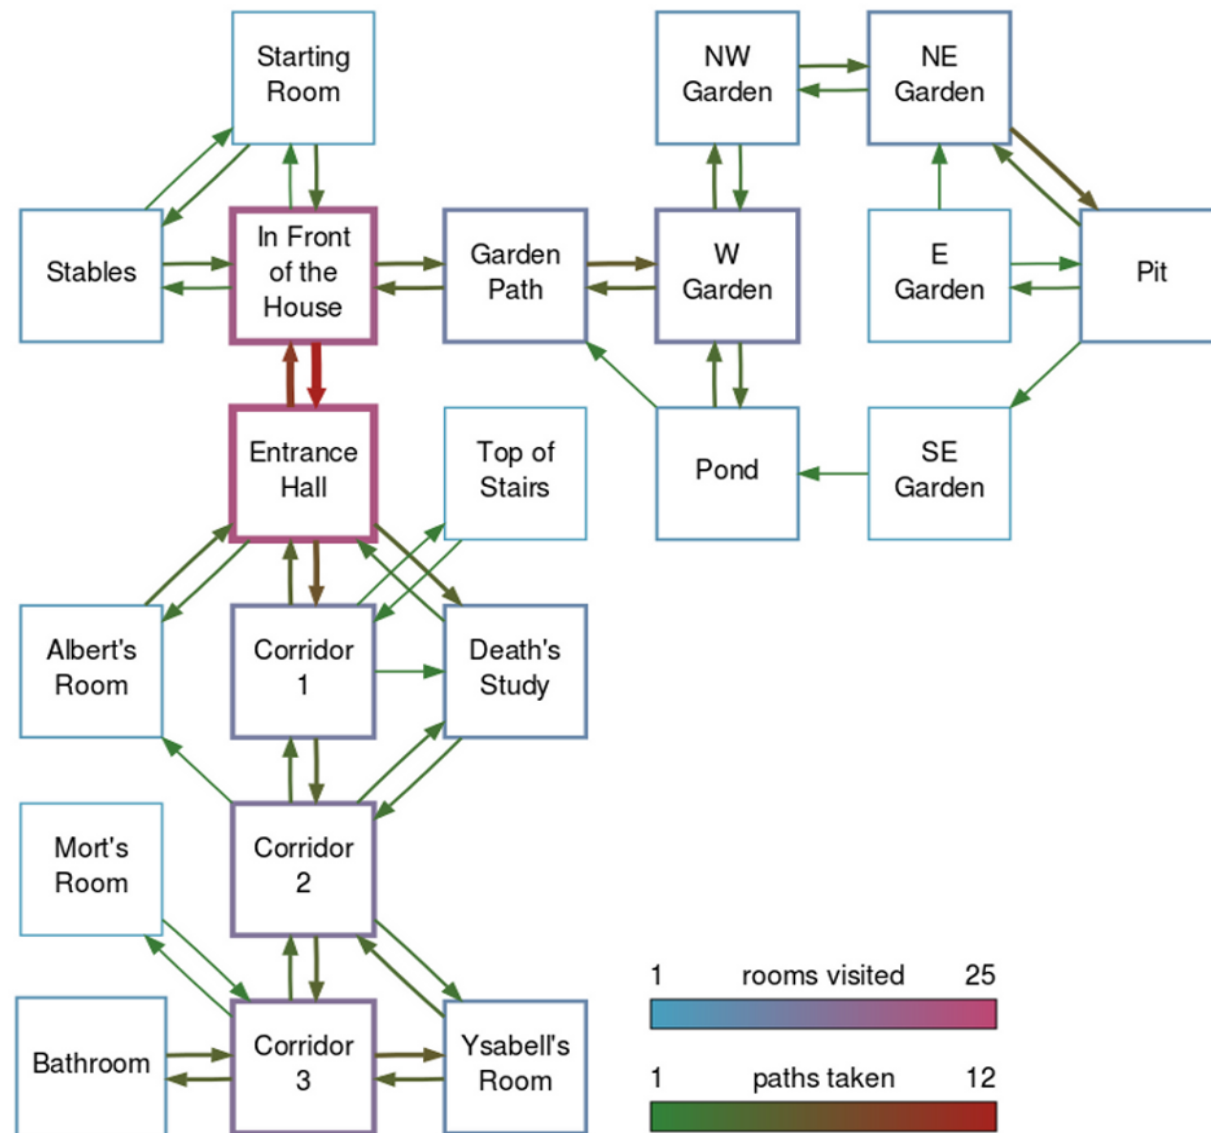 Starting
Room
NW
Garden
NE
Garden
Stables
In Front
of the
House
Garden
Path
W
Garden
E
Garden
Pit
Entrance
Hall
Top of
Stairs
Pond
SE
Garden
Albert's
Room
Corridor
1
Death's
Study
Mort's
Room
Corridor
2
Bathroom
Corridor
3
Ysabell's
Room
1 rooms visited 25
1 paths taken 12